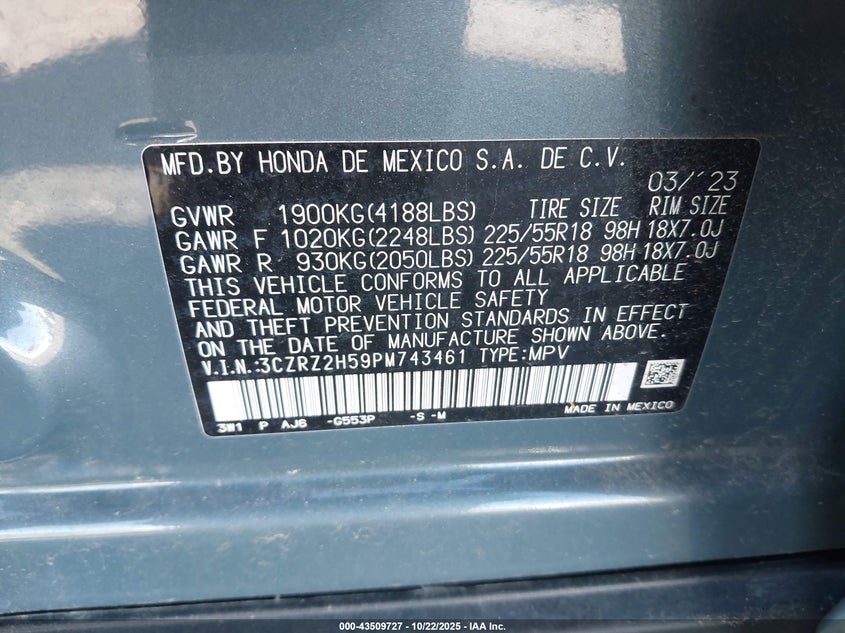 MFD.BY HONDA DE MEXICO S.A. DE C.V.
03/'23
GVWR 1900KG(4188LBS) TIRE SIZE RIM SIZE
GAWR F 1020KG(2248LBS) 225/55R18 98H 18X7.0J
GAWR R 930KG(2050LBS) 225/55R18 98H 18X7.0J
THIS VEHICLE CONFORMS TO ALL APPLICABLE
FEDERAL MOTOR VEHICLE SAFETY
AND THEFT PREVENTION STANDARDS IN EFFECT
ON THE DATE OF MANUFACTURE SHOWN ABOVE.
V.I.N.:3CZRZ2H59PM743461 TYPE:MPV
3W1 P AJ6 -G553P -S -M
MADE IN MEXICO
000-43509727 - 10/22/2025 - IAA Inc.